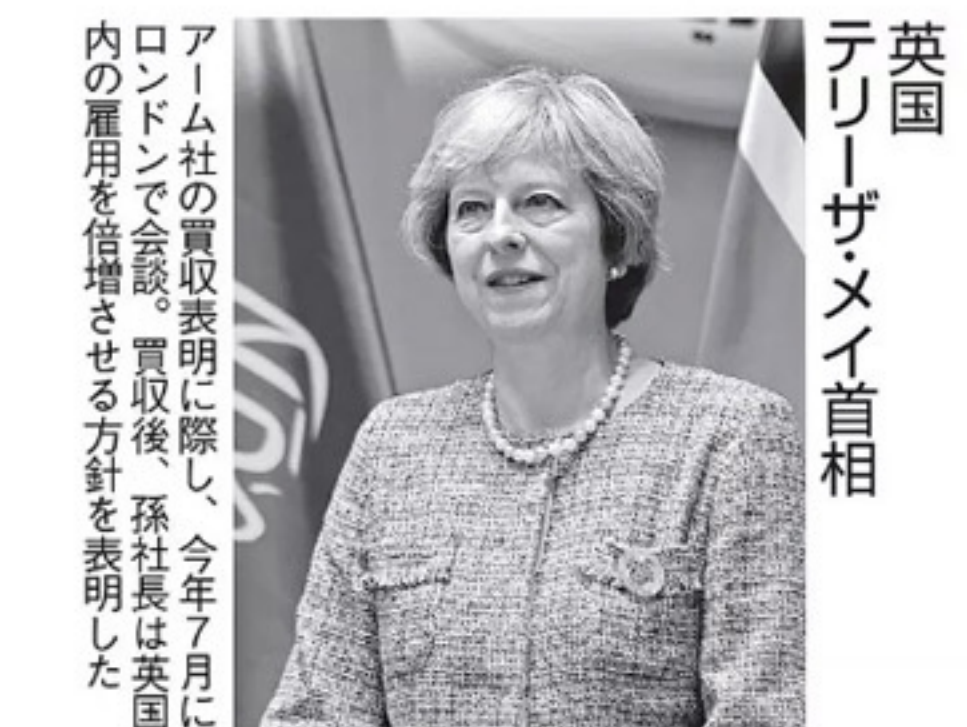 英国
テリーザ・メイ首相
アーム社の買収表明に際し、今年７月に
ロンドンで会談。買収後、孫社長は英国
内の雇用を倍増させる方針を表明した